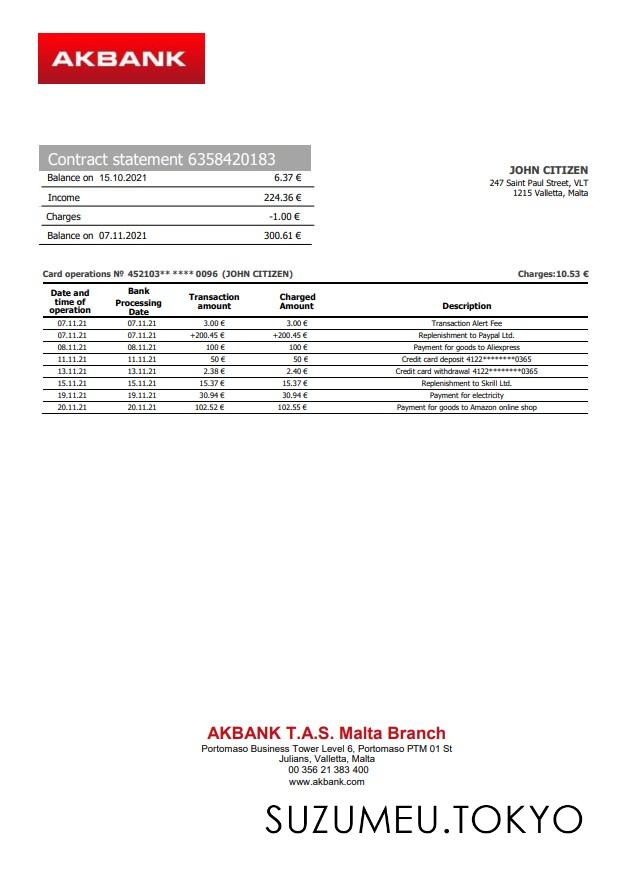 AKBANK
Contract statement 6358420183
Balance on 15.10.2021 6.37 €
Income 224.36 €
Charges -1.00 €
Balance on 07.11.2021 300.61 €
JOHN CITIZEN
247 Saint Paul Street, VLT
1215 Valletta, Malta
Card operations № 452103** **** 0096 (JOHN CITIZEN) Charges:10.53 €
Date and time of operation Bank Processing Date Transaction amount Charged Amount Description
07.11.21 07.11.21 3.00 € 3.00 € Transaction Alert Fee
07.11.21 07.11.21 +200.45 € +200.45 € Replenishment to Paypal Ltd.
08.11.21 08.11.21 100 € 100 € Payment for goods to Aliexpress
11.11.21 11.11.21 50 € 50 € Credit card deposit 4122********0365
13.11.21 13.11.21 2.38 € 2.40 € Credit card withdrawal 4122********0365
15.11.21 15.11.21 15.37 € 15.37 € Replenishment to Skrill Ltd.
19.11.21 19.11.21 30.94 € 30.94 € Payment for electricity
20.11.21 20.11.21 102.52 € 102.55 € Payment for goods to Amazon online shop
AKBANK T.A.S. Malta Branch
Portomaso Business Tower Level 6, Portomaso PTM 01 St
Julians, Valletta, Malta
00 356 21 383 400
www.akbank.com
SUZUMEU.TOKYO